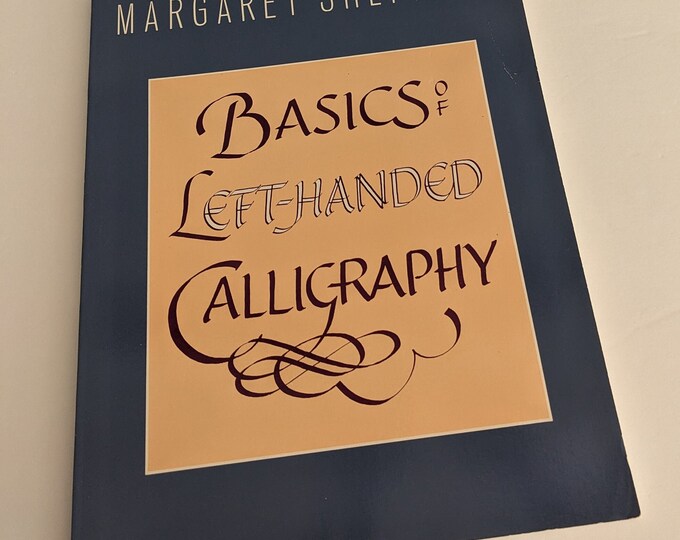 MARGARET
BASICS OF
LEFT-HANDED
CALLIGRAPHY